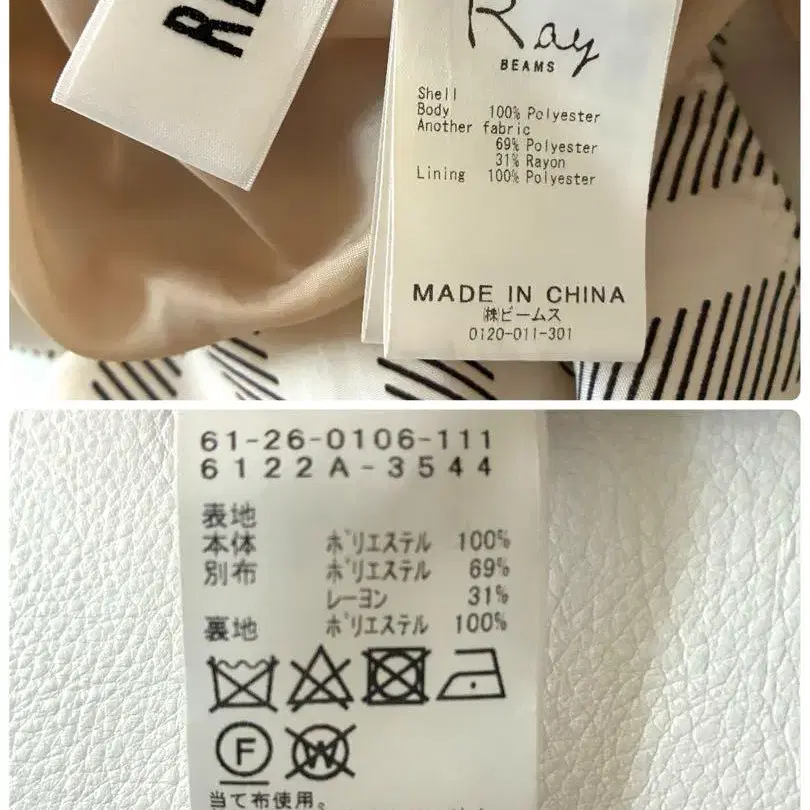 RE
Ray
BEAMS
Shell
Body 100% Polyester
Another fabric
69% Polyester
31% Rayon
Lining 100% Polyester
MADE IN CHINA
㈱ビームス
0120-011-301
61-26-0106-111
6122A-3544
表地
本体 ポリエステル 100%
別布 ポリエステル 69%
レーヨン 31%
裏地 ポリエステル 100%
F W
当て布使用。